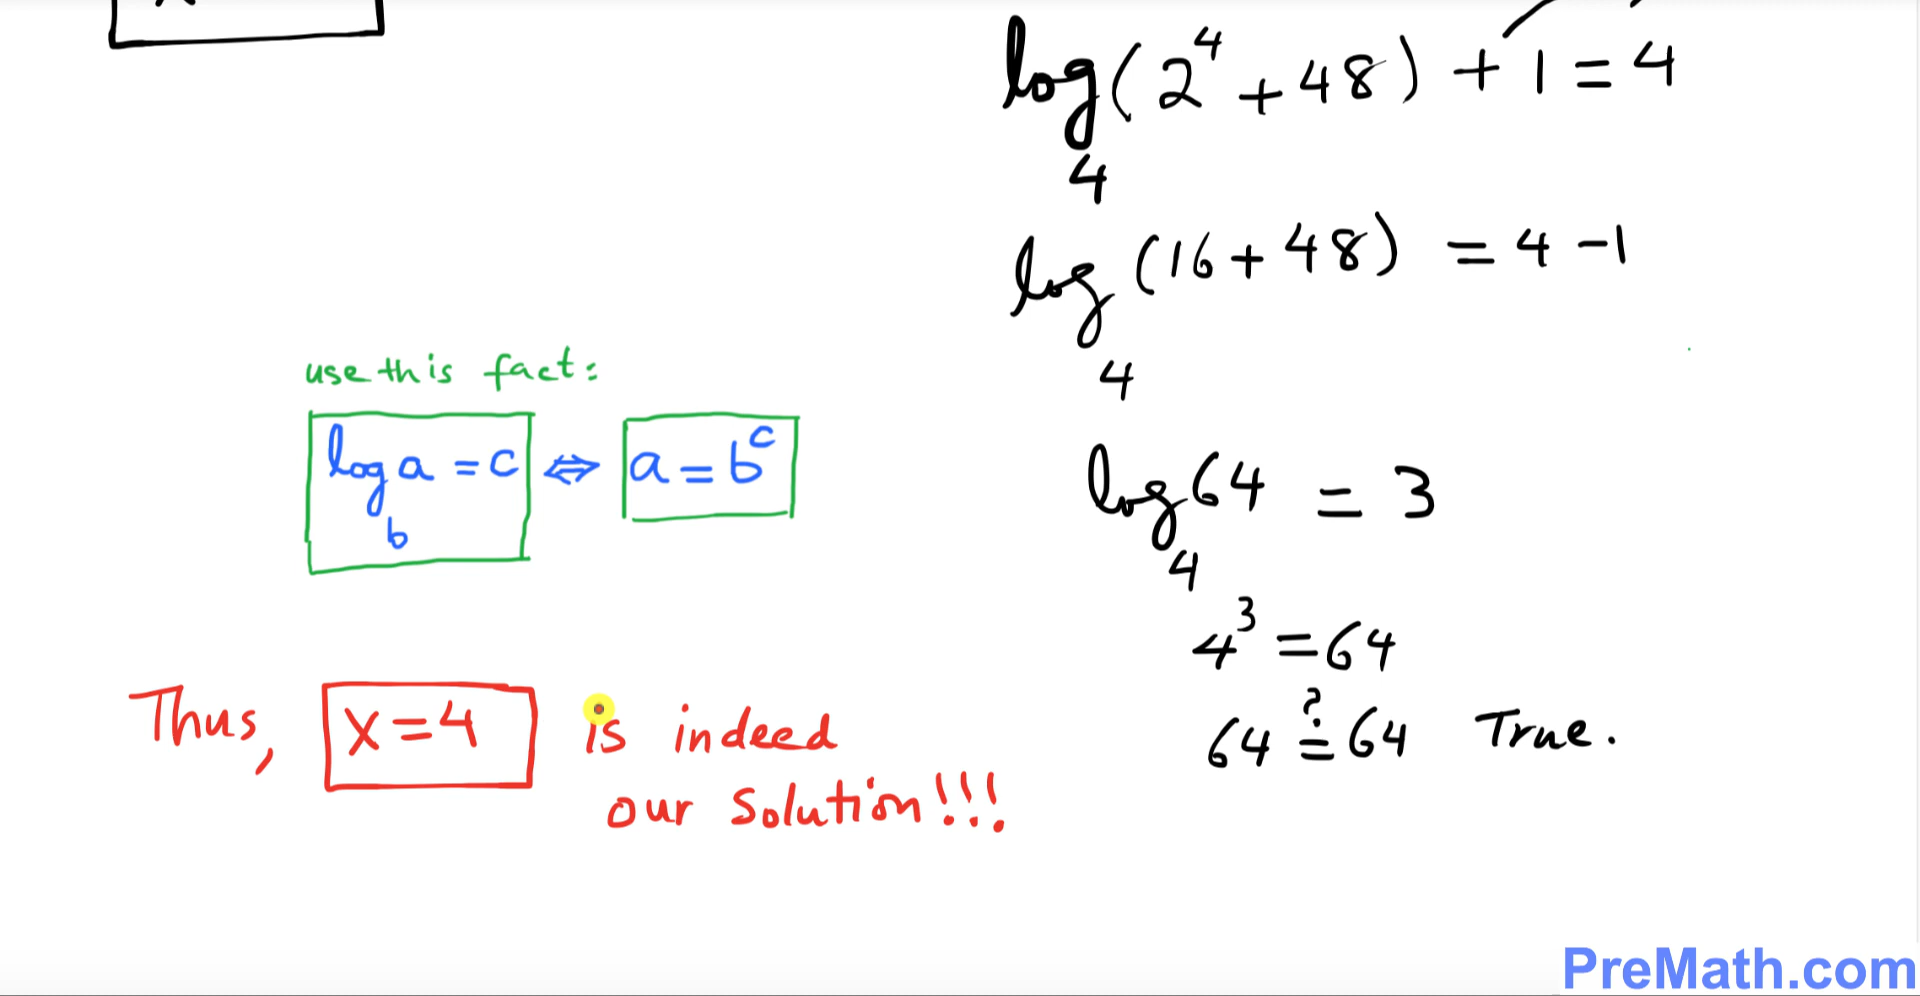 log₄(2⁴+48)+1=4
log₄(16+48) = 4-1
use this fact:
log_b a = c ⇔ a = b^c
log₄64 = 3
4³=64
64 ≟ 64 True.
Thus, x=4 is indeed
our solution!!!
PreMath.com